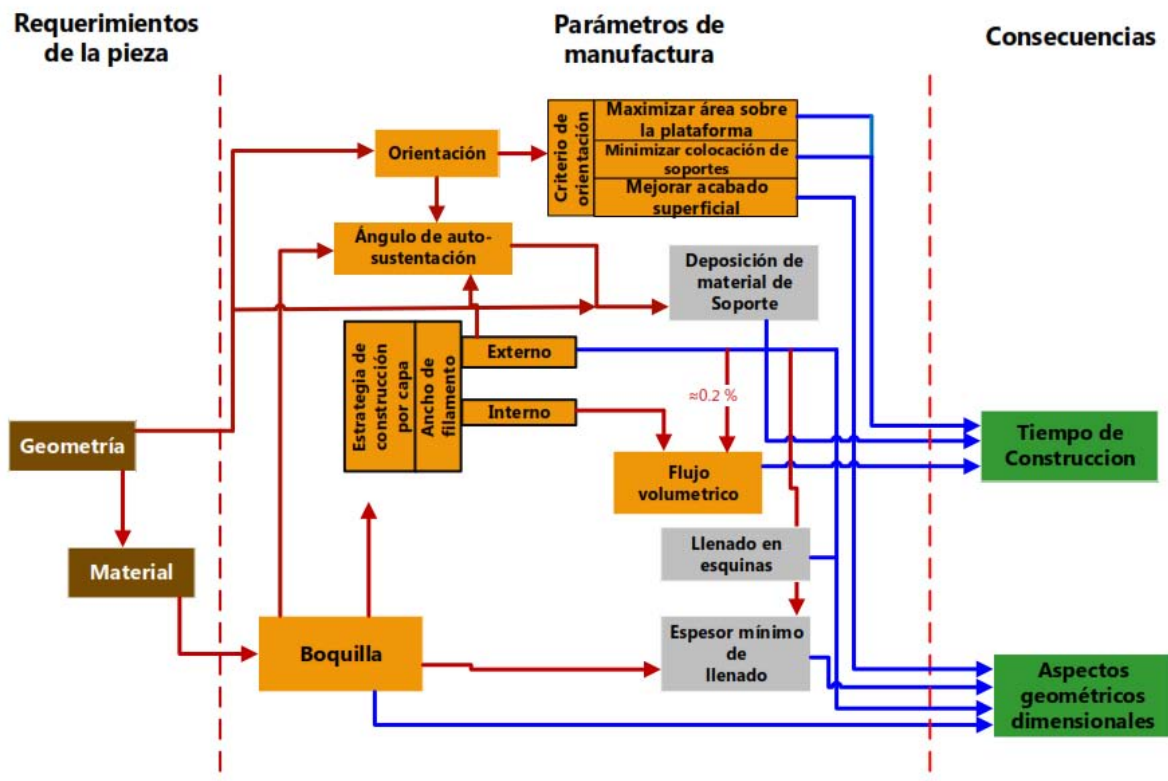 Requerimientos
de la pieza
Parámetros de
manufactura
Consecuencias
Orientación
Criterio de
orientación
Maximizar área sobre
la plataforma
Minimizar colocación de
soportes
Mejorar acabado
superficial
Ángulo de auto-
sustentación
Deposición de
material de
Soporte
Estrategia de
construcción
por capa
Ancho de
filamento
Externo
Interno
≈0.2 %
Geometría
Flujo
volumetrico
Tiempo de
Construccion
Llenado en
esquinas
Material
Boquilla
Espesor mínimo
de
llenado
Aspectos
geométricos
dimensionales